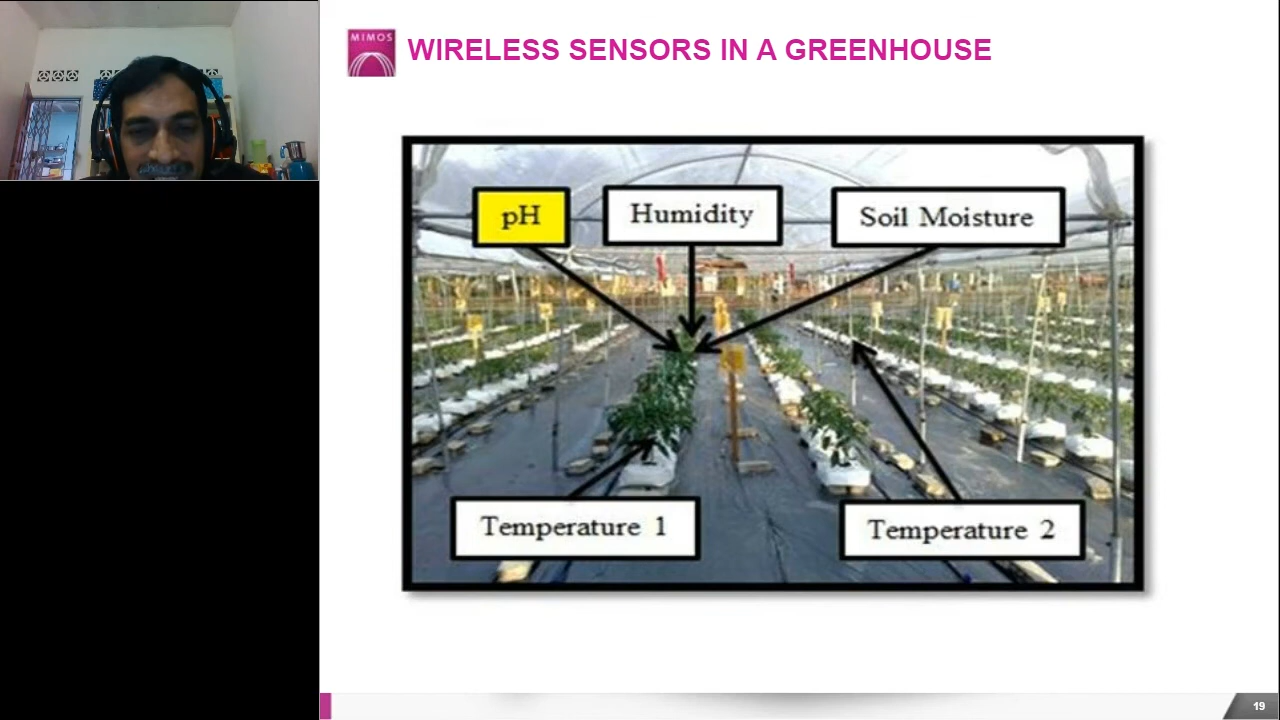 MIMOS
WIRELESS SENSORS IN A GREENHOUSE
pH
Humidity
Soil Moisture
Temperature 1
Temperature 2
19